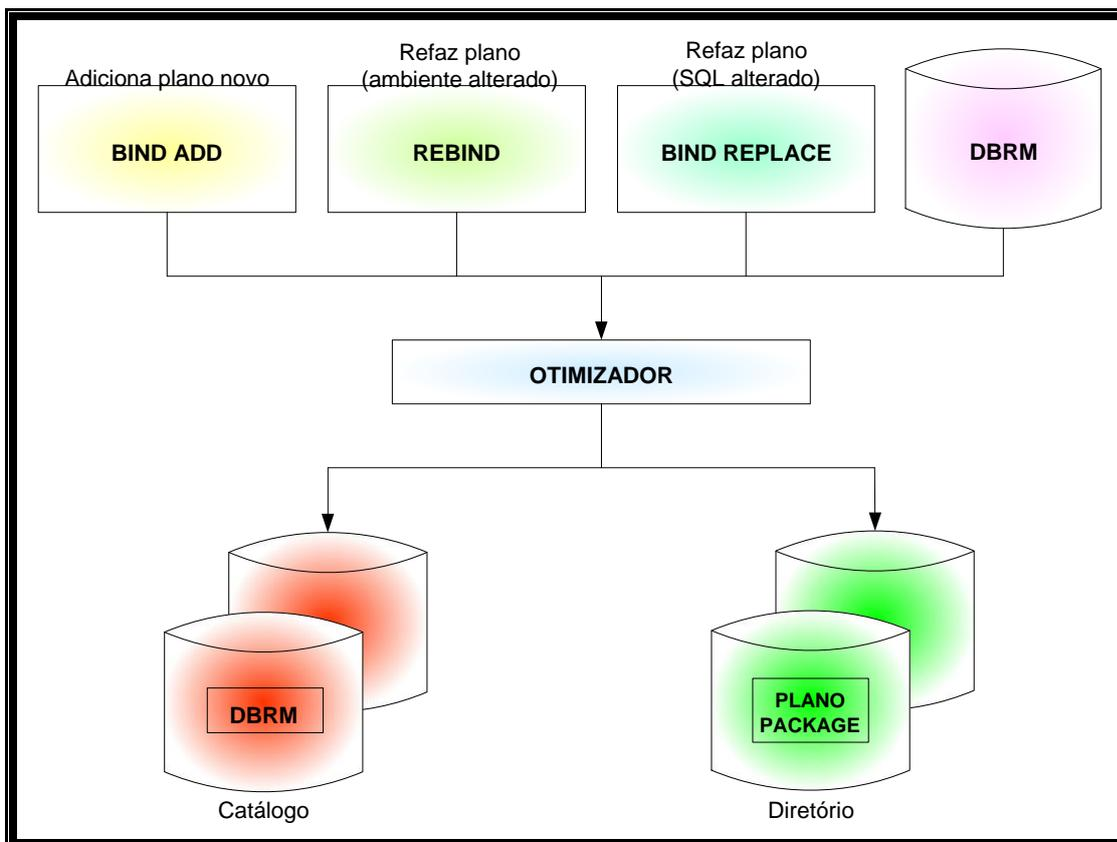 Adiciona plano novo
Refaz plano
(ambiente alterado)
Refaz plano
(SQL alterado)
BIND ADD
REBIND
BIND REPLACE
DBRM
OTIMIZADOR
DBRM
PLANO
PACKAGE
Catálogo
Diretório